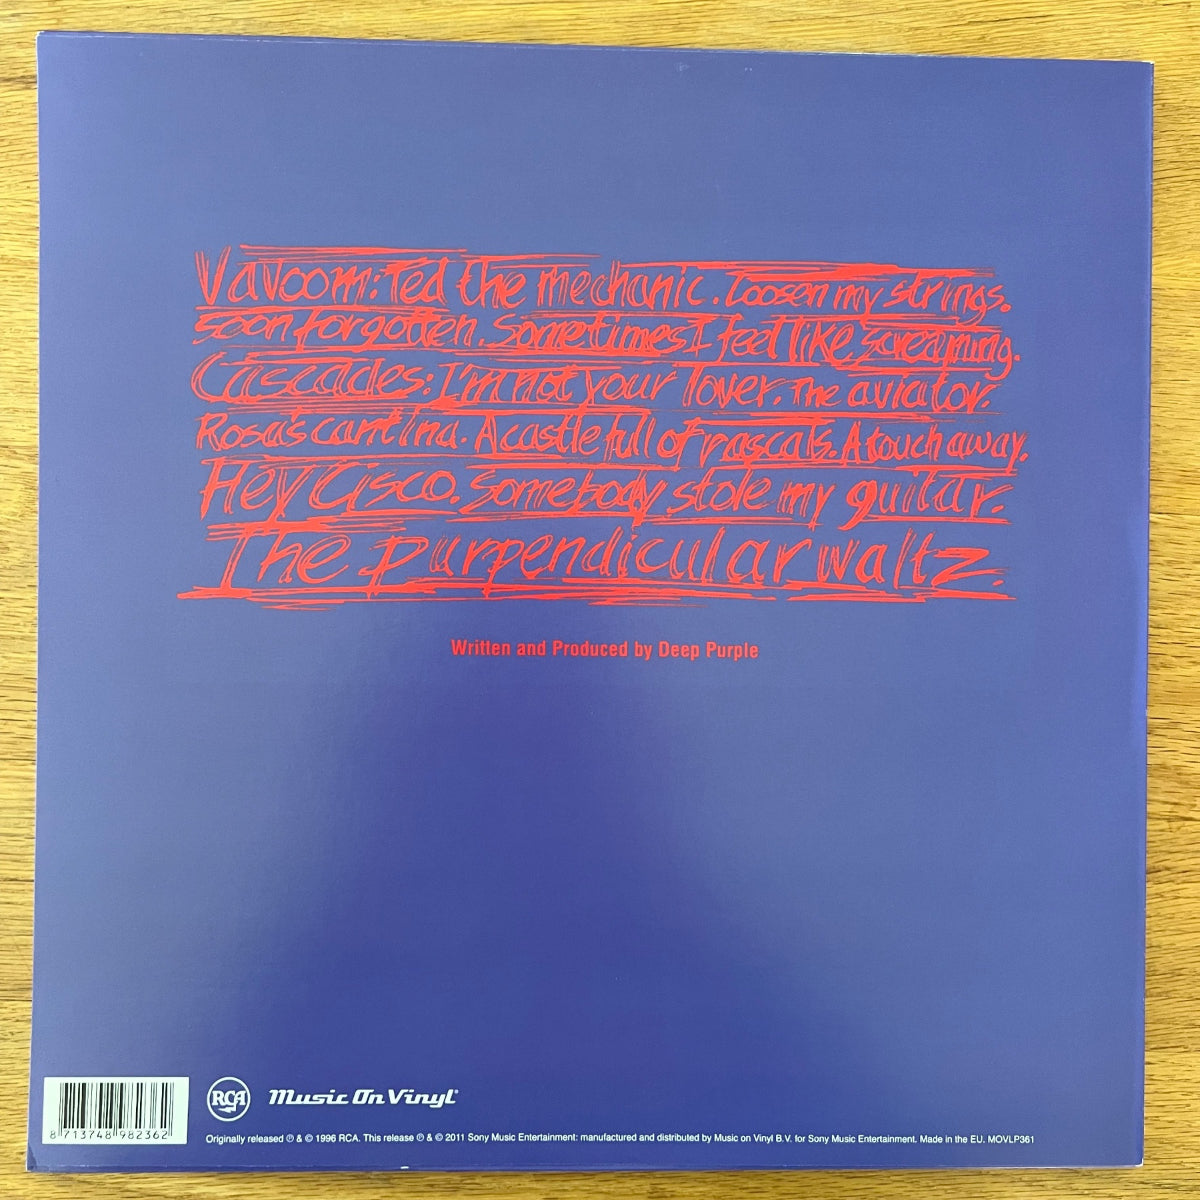 Vavoom: Ted the mechanic. Loosen my strings.
soon forgotten. Sometimes I feel like screaming.
Cascades: I'm not your lover. The aviator.
Rosa's cantina. A castle full of rascals. A touch away.
Hey Cisco. Somebody stole my guitar.
The purpendicular waltz.
Written and Produced by Deep Purple
8 713748 982362
RCA Music On Vinyl®
Originally released ℗ & © 1996 RCA. This release ℗ & © 2011 Sony Music Entertainment: manufactured and distributed by Music on Vinyl B.V. for Sony Music Entertainment. Made in the EU. MOVLP361